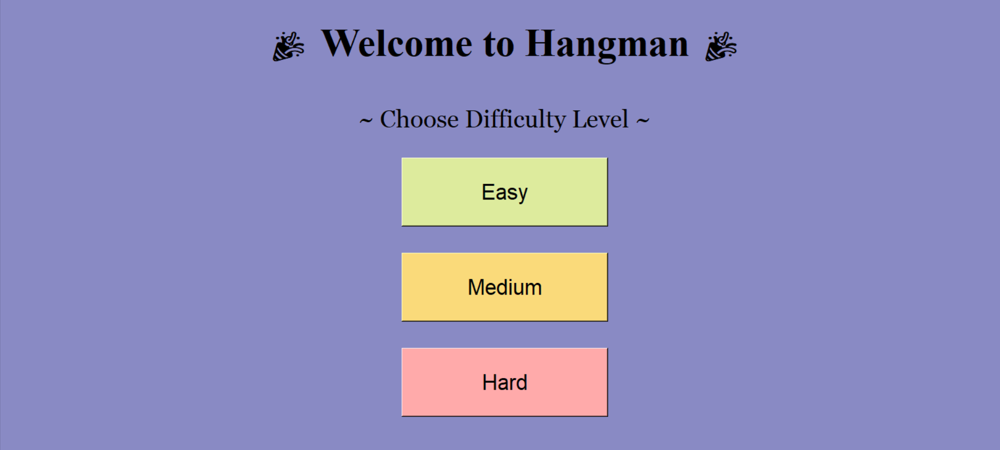 🎉 Welcome to Hangman 🎉
~ Choose Difficulty Level ~
Easy
Medium
Hard